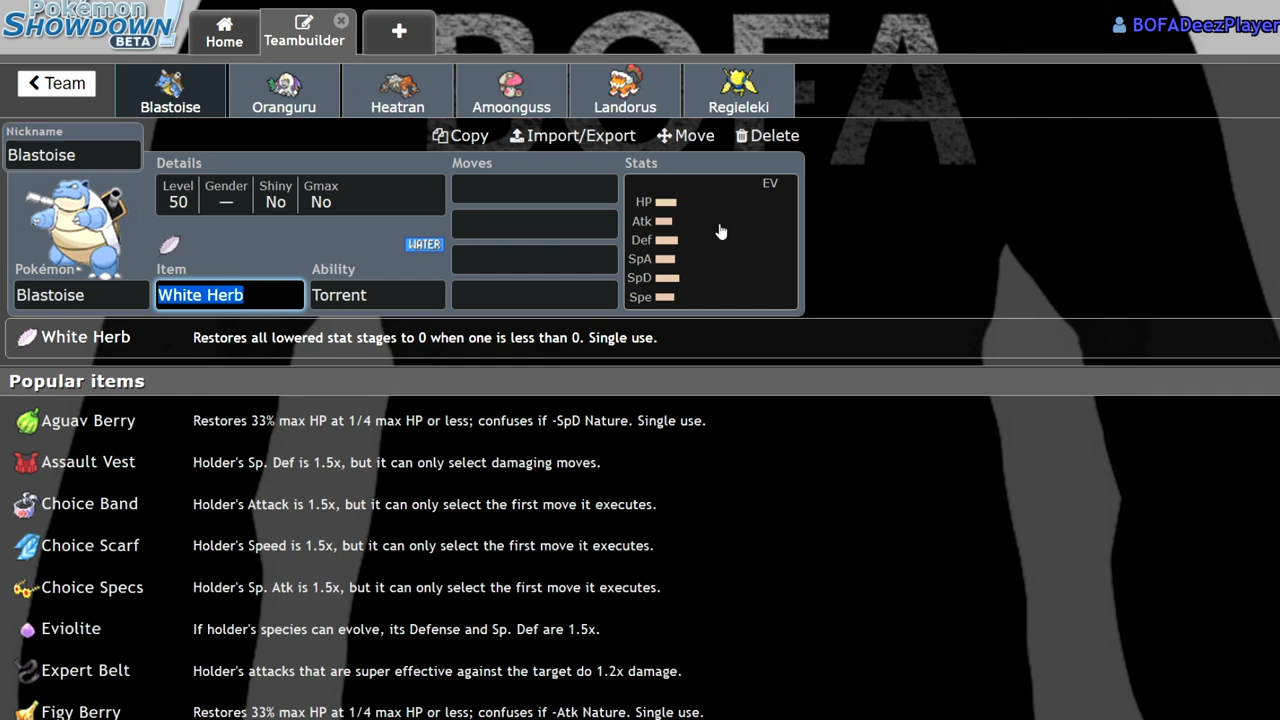 Pokémon
SHOWDOWN!
BETA
Home
Teambuilder
+
BOFADeezPlayer
BOFA
Team
Blastoise
Oranguru
Heatran
Amoonguss
Landorus
Regieleki
Copy
Import/Export
Move
Delete
Nickname
Blastoise
Details
Moves
Stats
Level
Gender
Shiny
Gmax
50
—
No
No
EV
HP
Atk
Def
SpA
SpD
Spe
WATER
Pokémon
Item
Ability
Blastoise
White Herb
Torrent
White Herb Restores all lowered stat stages to 0 when one is less than 0. Single use.
Popular items
Aguav Berry Restores 33% max HP at 1/4 max HP or less; confuses if -SpD Nature. Single use.
Assault Vest Holder's Sp. Def is 1.5x, but it can only select damaging moves.
Choice Band Holder's Attack is 1.5x, but it can only select the first move it executes.
Choice Scarf Holder's Speed is 1.5x, but it can only select the first move it executes.
Choice Specs Holder's Sp. Atk is 1.5x, but it can only select the first move it executes.
Eviolite If holder's species can evolve, its Defense and Sp. Def are 1.5x.
Expert Belt Holder's attacks that are super effective against the target do 1.2x damage.
Figy Berry Restores 33% max HP at 1/4 max HP or less; confuses if -Atk Nature. Single use.